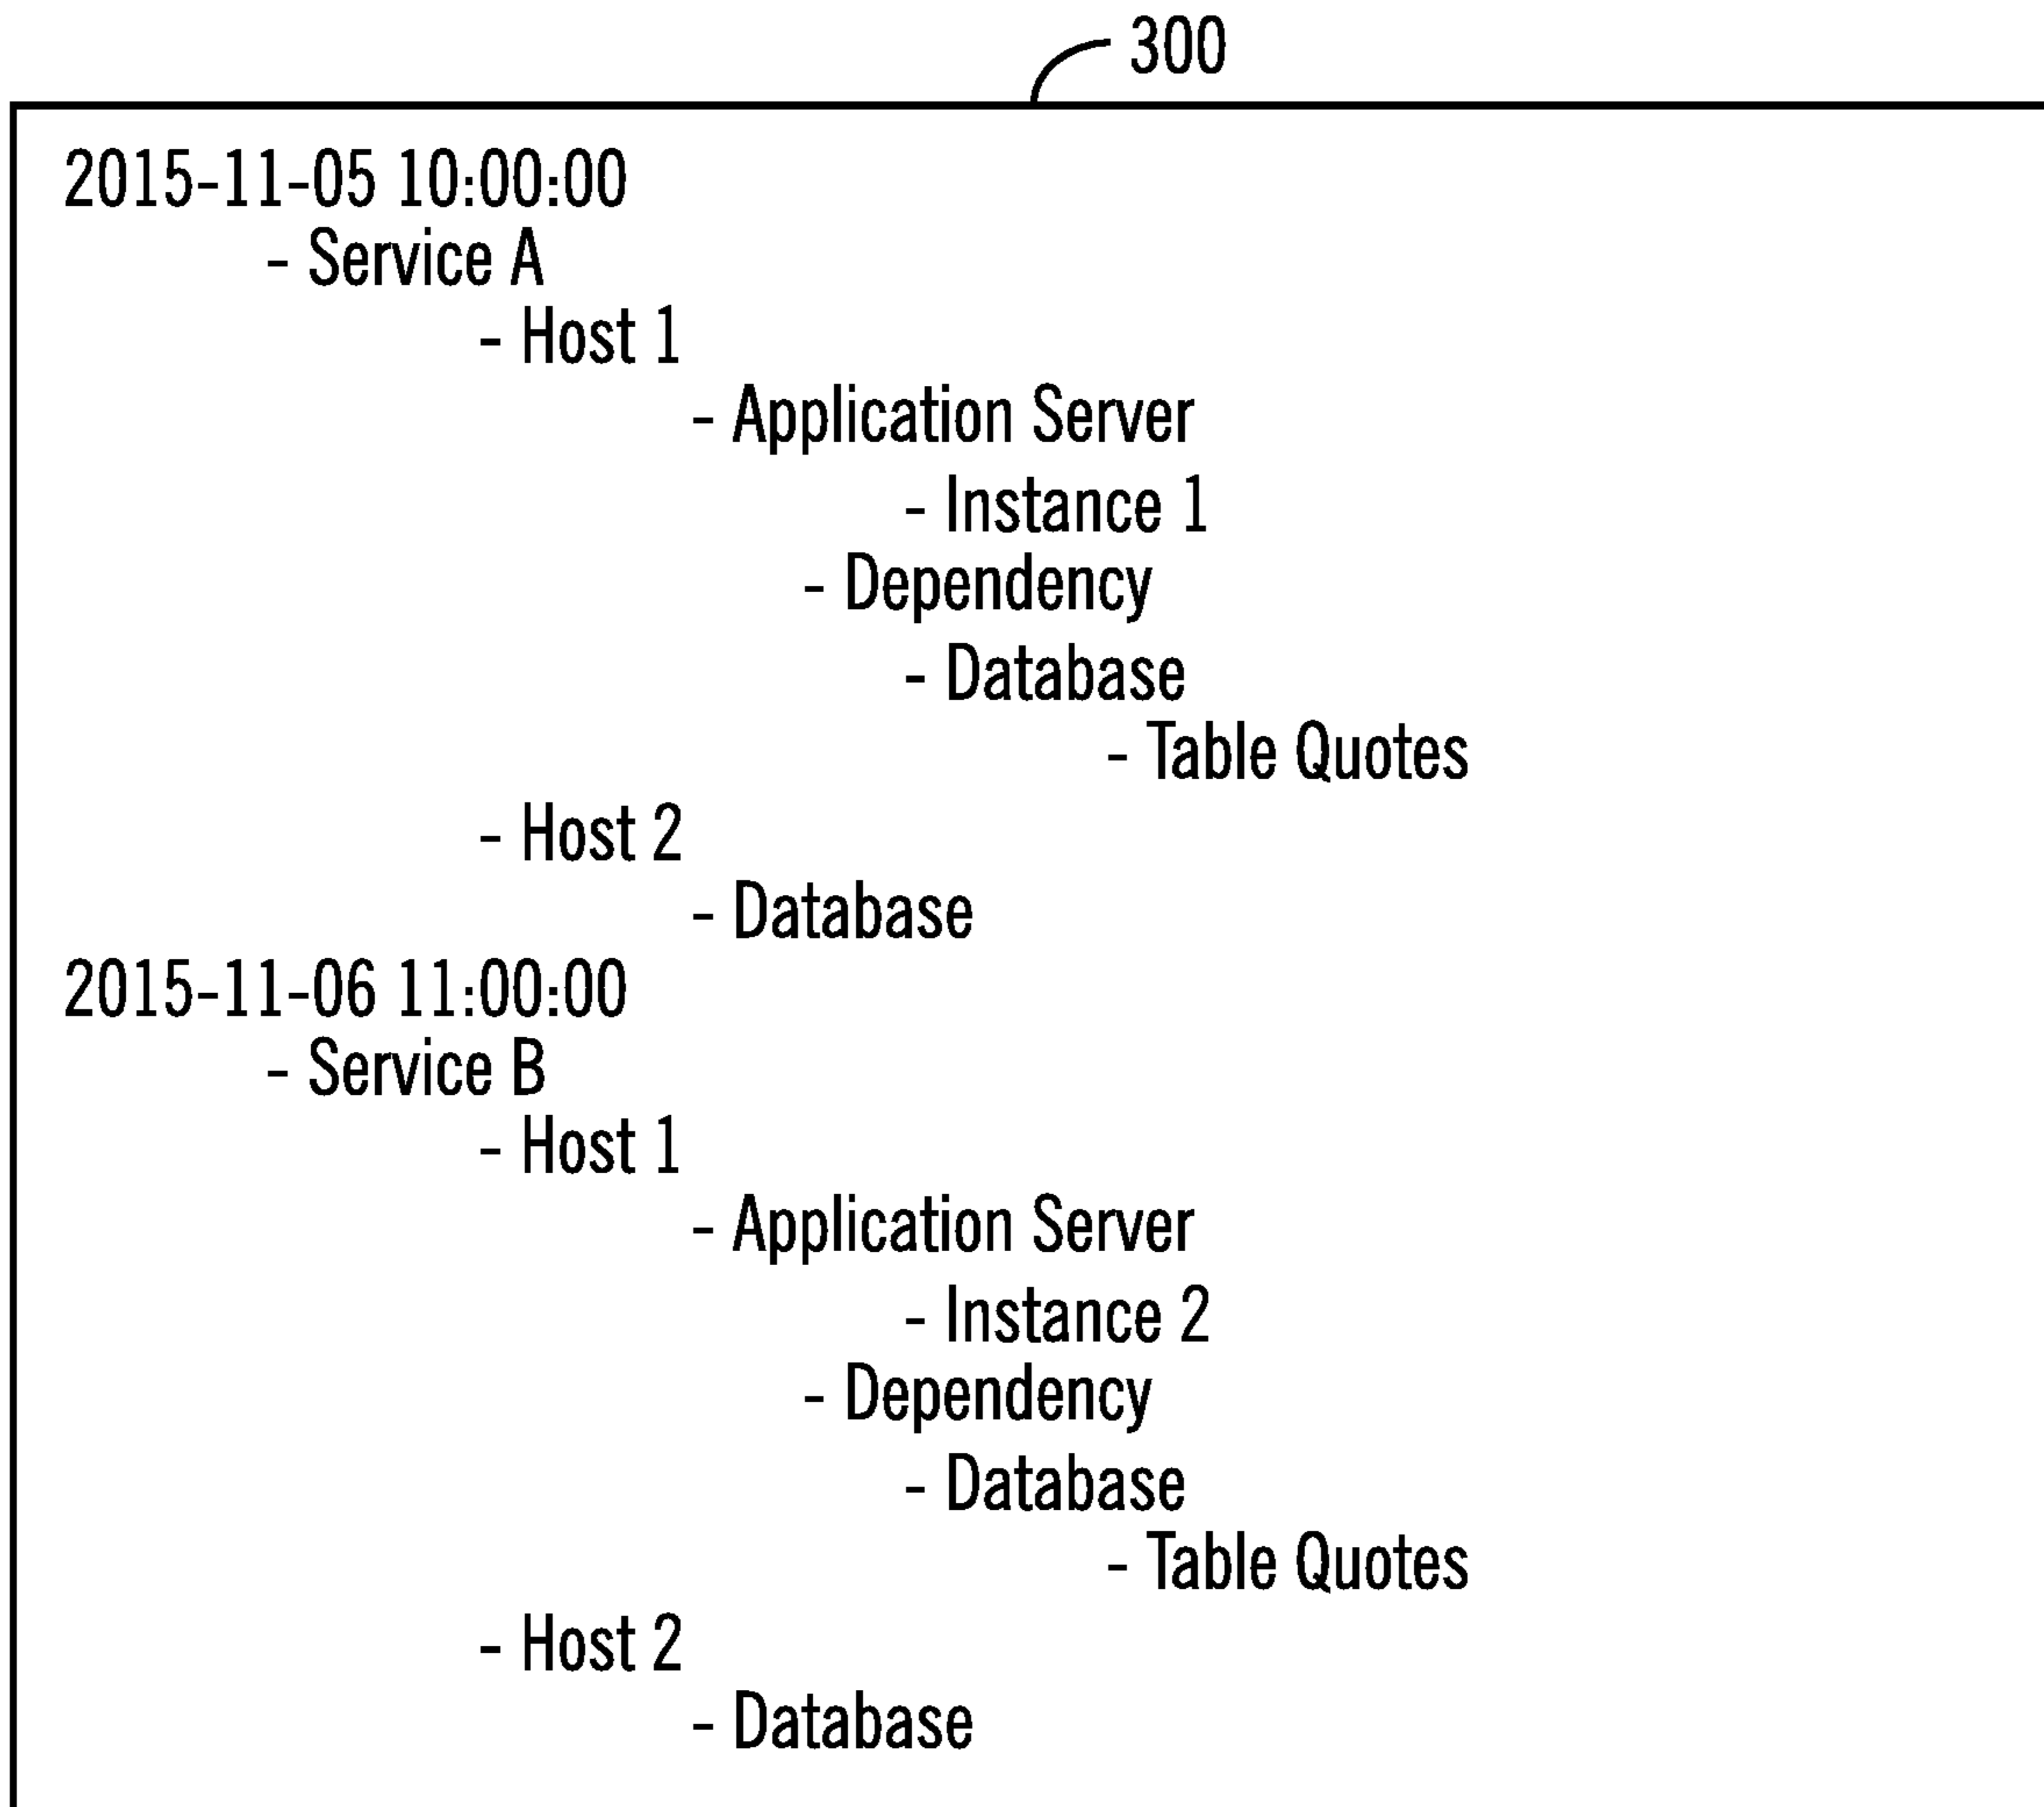 300
2015-11-05 10:00:00
- Service A
- Host 1
- Application Server
- Instance 1
- Dependency
- Database
- Table Quotes
- Host 2
- Database
2015-11-06 11:00:00
- Service B
- Host 1
- Application Server
- Instance 2
- Dependency
- Database
- Table Quotes
- Host 2
- Database